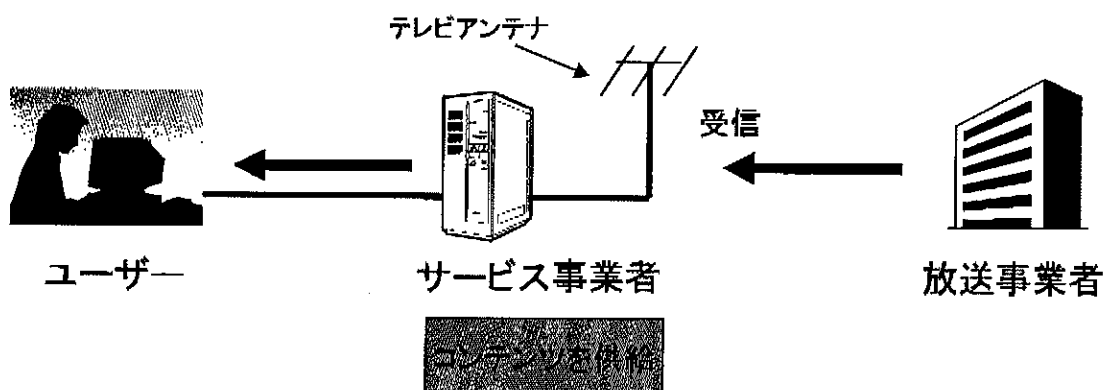 テレビアンテナ
受信
ユーザー
サービス事業者
放送事業者
コンテンツを供給